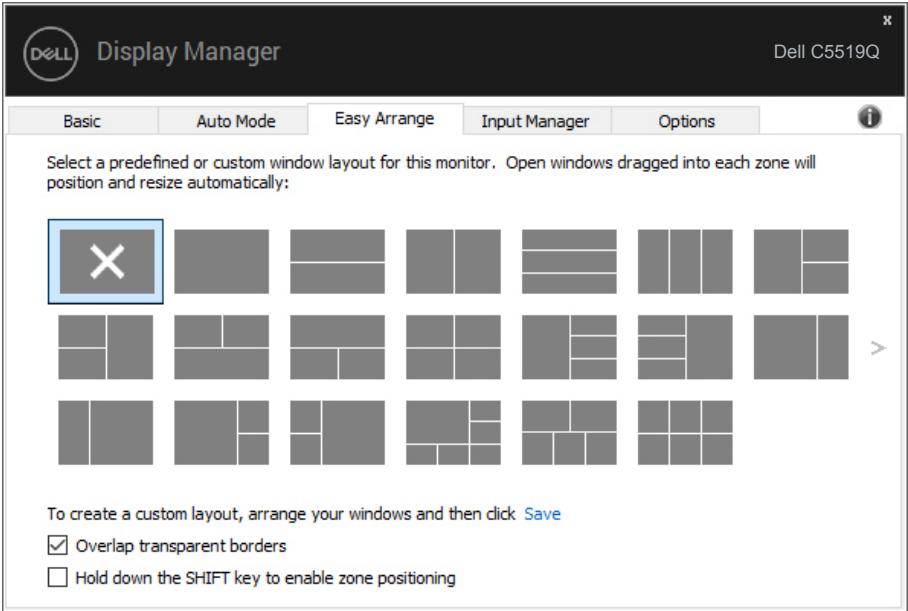 x
DELL
Display Manager
Dell C5519Q
Basic
Auto Mode
Easy Arrange
Input Manager
Options
i
Select a predefined or custom window layout for this monitor.  Open windows dragged into each zone will
position and resize automatically:
>
To create a custom layout, arrange your windows and then click Save
Overlap transparent borders
Hold down the SHIFT key to enable zone positioning